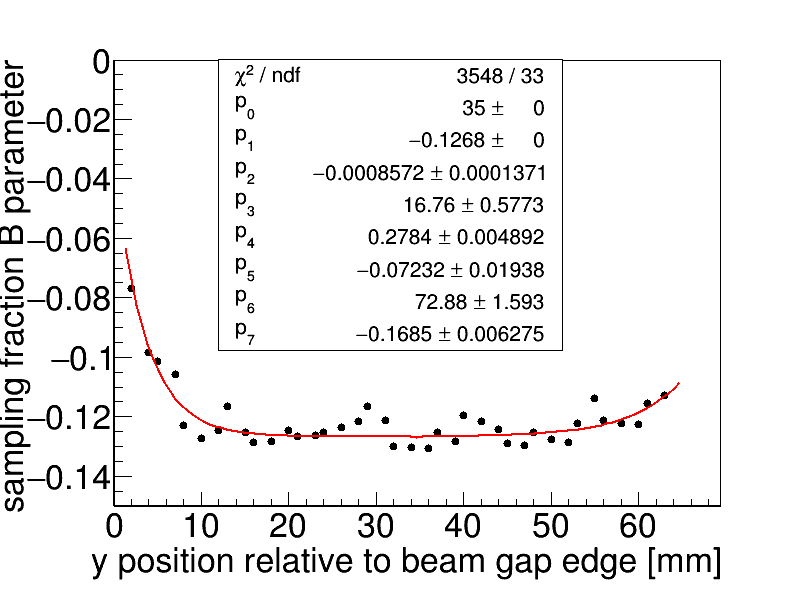 χ² / ndf 3548 / 33
p₀ 35 ± 0
p₁ −0.1268 ± 0
p₂ −0.0008572 ± 0.0001371
p₃ 16.76 ± 0.5773
p₄ 0.2784 ± 0.004892
p₅ −0.07232 ± 0.01938
p₆ 72.88 ± 1.593
p₇ −0.1685 ± 0.006275
0
−0.02
−0.04
−0.06
−0.08
−0.1
−0.12
−0.14
sampling fraction B parameter
0 10 20 30 40 50 60
y position relative to beam gap edge [mm]